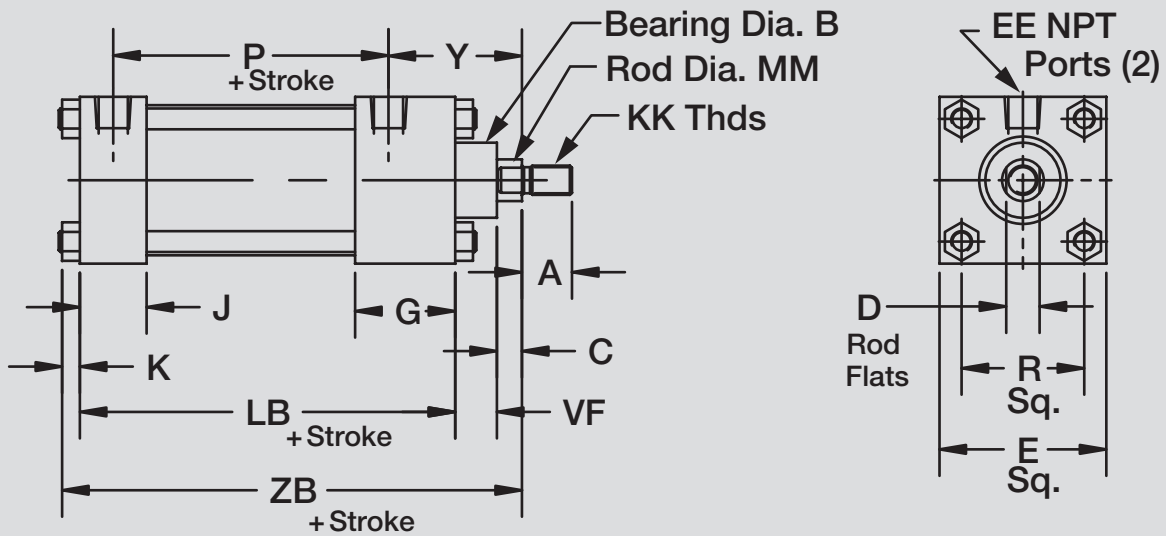 P
+ Stroke
Y
Bearing Dia. B
Rod Dia. MM
KK Thds
EE NPT
Ports (2)
A
J
G
C
K
LB
+ Stroke
VF
ZB
+ Stroke
D
Rod
Flats
R
Sq.
E
Sq.